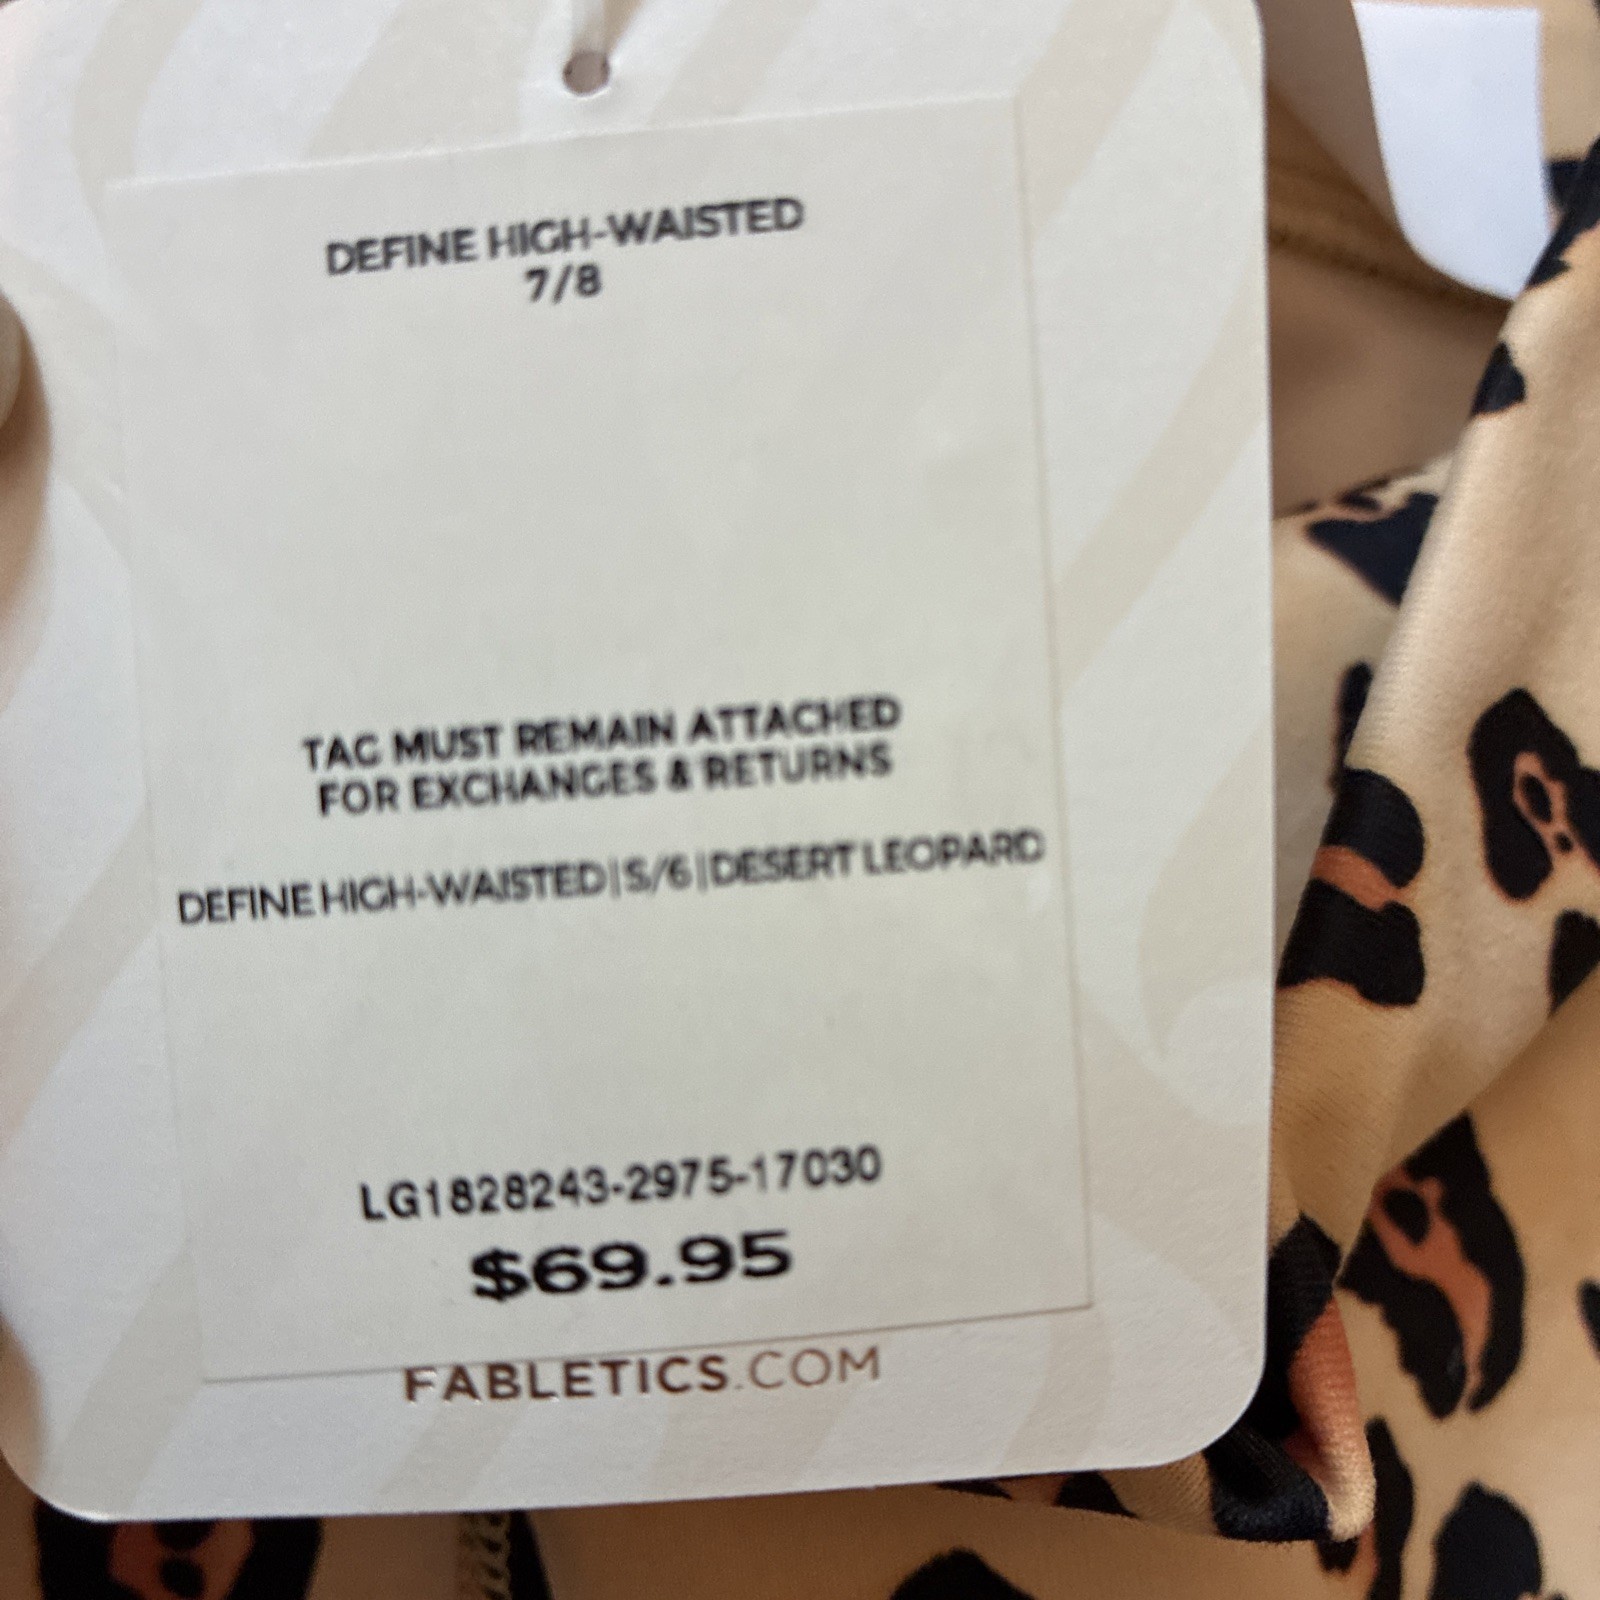 DEFINE HIGH-WAISTED
7/8
TAG MUST REMAIN ATTACHED
FOR EXCHANGES & RETURNS
DEFINE HIGH-WAISTED|S/6|DESERT LEOPARD
LG1828243-2975-17030
$69.95
FABLETICS.COM